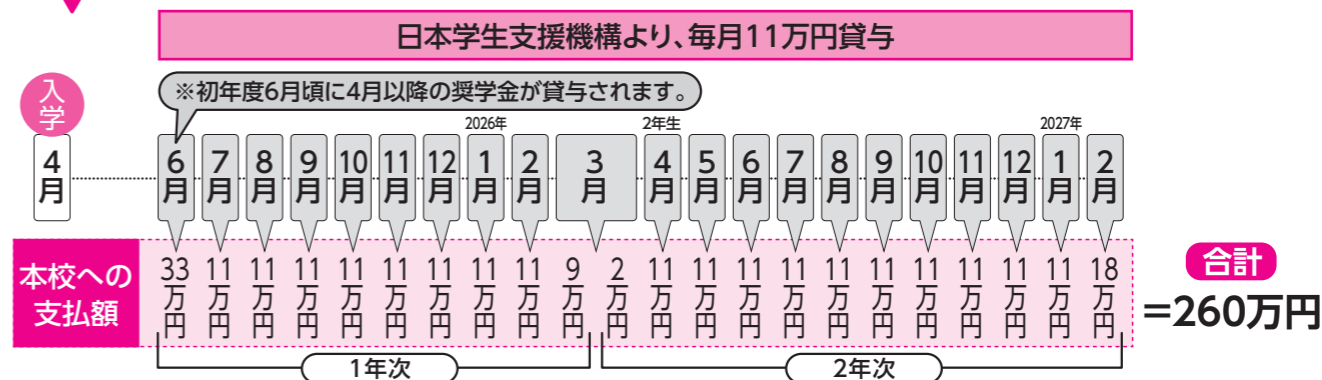 日本学生支援機構より、毎月11万円貸与
入学
※初年度6月頃に4月以降の奨学金が貸与されます。
2026年 2年生 2027年
4月 6月 7月 8月 9月 10月 11月 12月 1月 2月 3月 4月 5月 6月 7月 8月 9月 10月 11月 12月 1月 2月
本校への
支払額
33万円 11万円 11万円 11万円 11万円 11万円 11万円 11万円 11万円 9万円 2万円 11万円 11万円 11万円 11万円 11万円 11万円 11万円 11万円 11万円 11万円 18万円
合計
=260万円
1年次 2年次